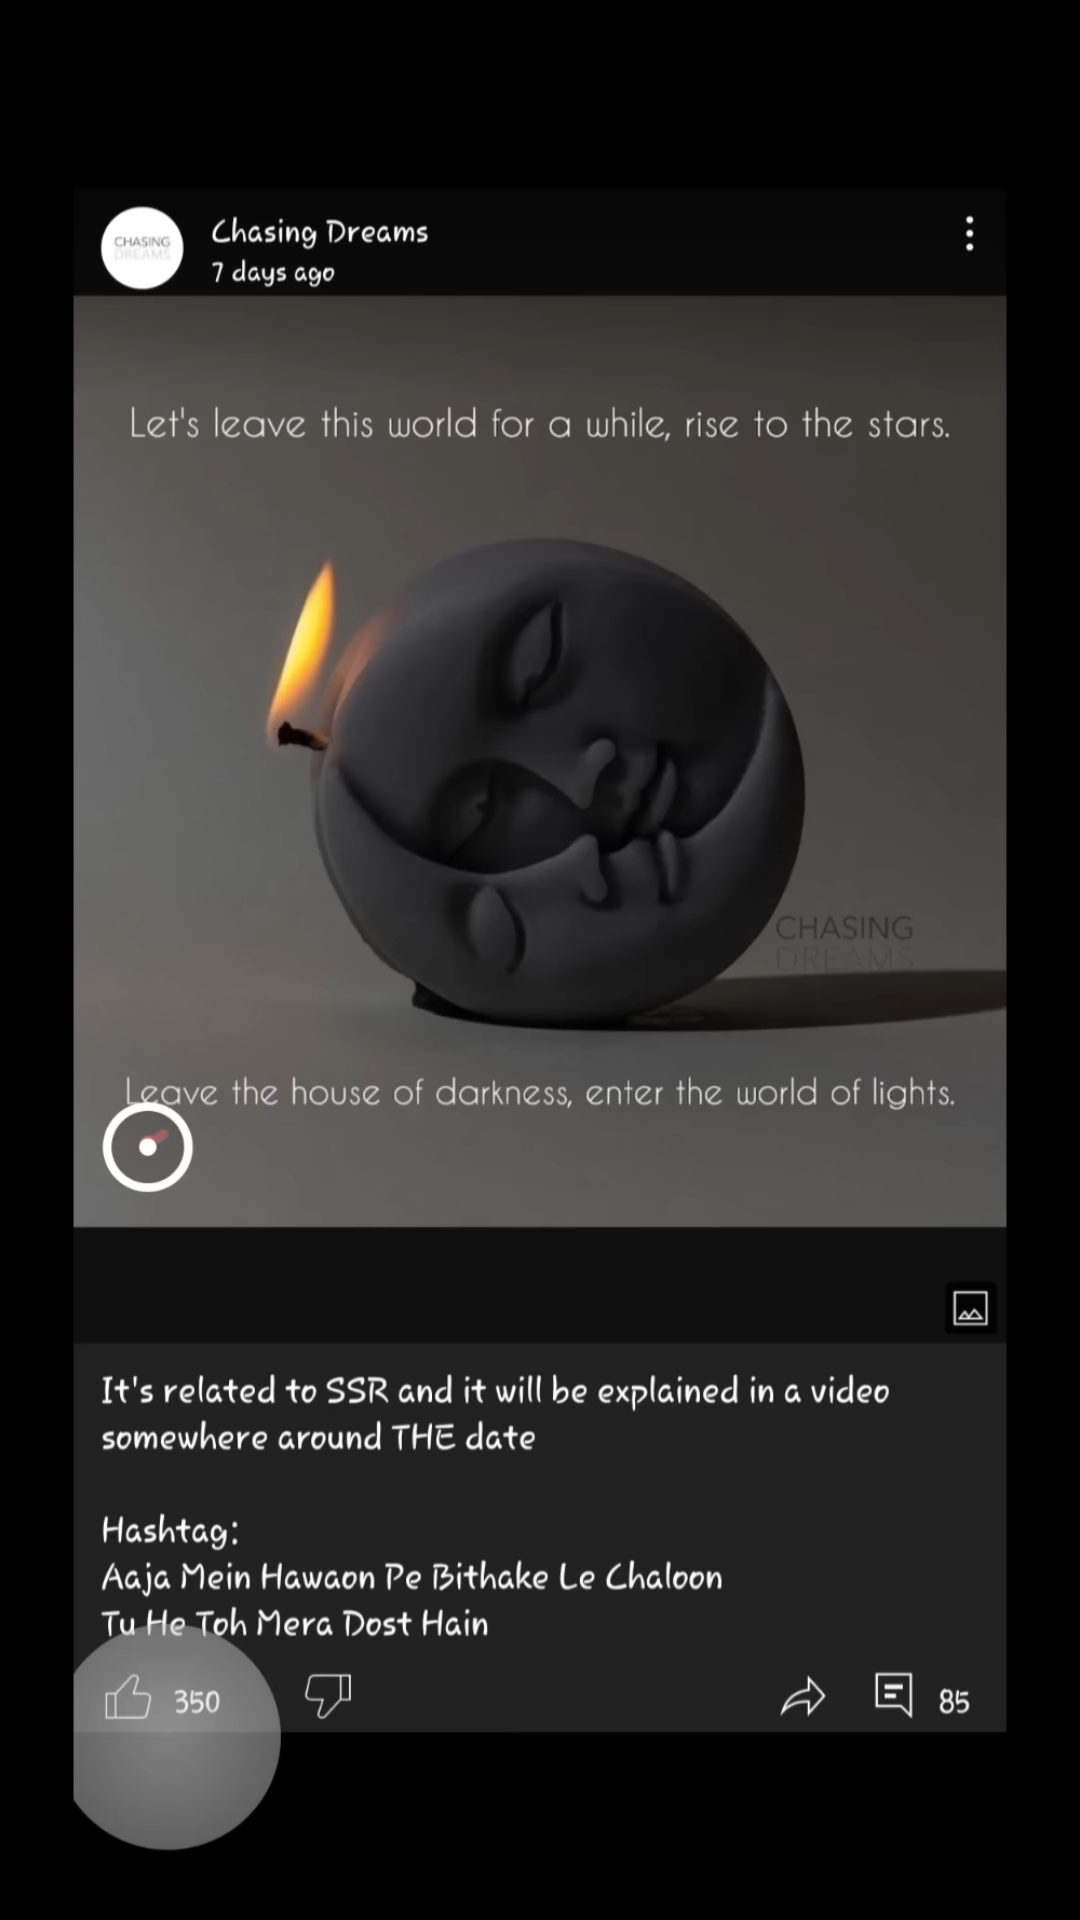 CHASING
DREAMS
Chasing Dreams
7 days ago
Let's leave this world for a while, rise to the stars.
CHASING
DREAMS
Leave the house of darkness, enter the world of lights.
It's related to SSR and it will be explained in a video
somewhere around THE date
Hashtag:
Aaja Mein Hawaon Pe Bithake Le Chaloon
Tu He Toh Mera Dost Hain
350
85